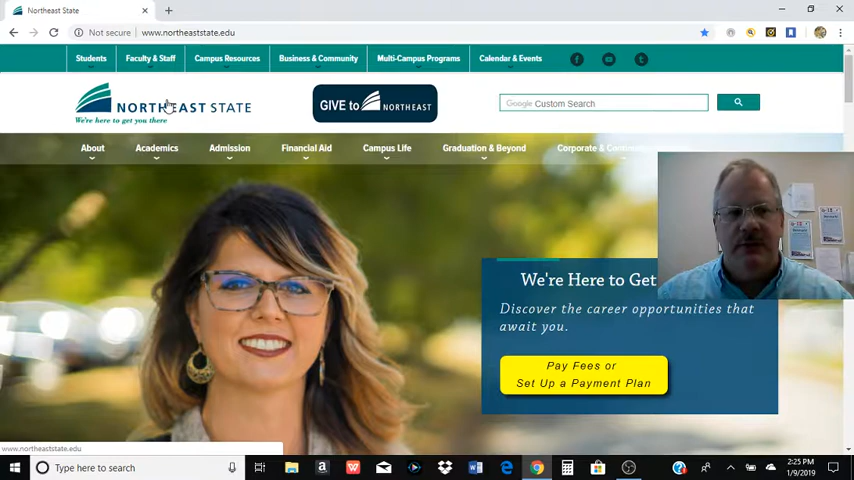 Northeast State
Not secure | www.northeaststate.edu
Students Faculty & Staff Campus Resources Business & Community Multi-Campus Programs Calendar & Events
NORTHEAST STATE
We're here to get you there
GIVE to NORTHEAST
Google Custom Search
About Academics Admission Financial Aid Campus Life Graduation & Beyond Corporate &
We're Here to Get
Discover the career opportunities that
await you.
Pay Fees or
Set Up a Payment Plan
www.northeaststate.edu
Type here to search
2:25 PM
1/9/2019